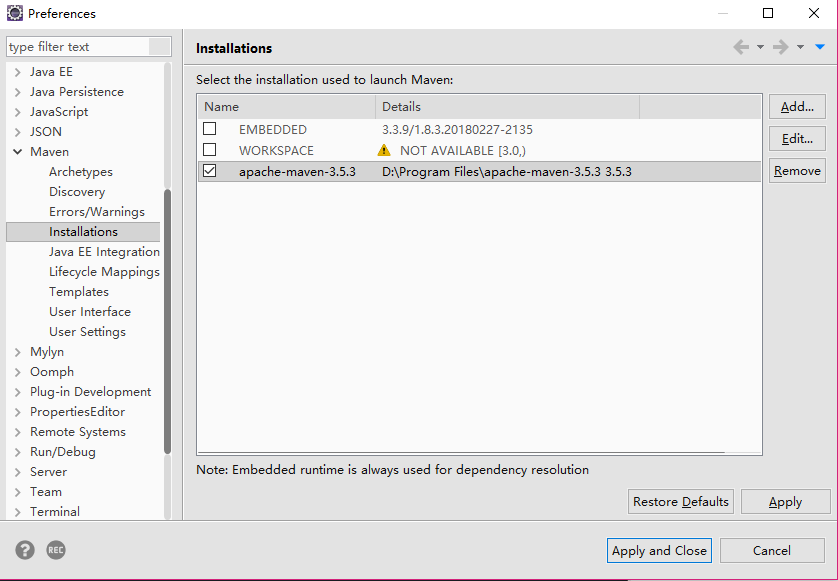 Preferences
type filter text
Java EE
Java Persistence
JavaScript
JSON
Maven
Archetypes
Discovery
Errors/Warnings
Installations
Java EE Integration
Lifecycle Mappings
Templates
User Interface
User Settings
Mylyn
Oomph
Plug-in Development
PropertiesEditor
Remote Systems
Run/Debug
Server
Team
Terminal
Installations
Select the installation used to launch Maven:
Name Details
EMBEDDED 3.3.9/1.8.3.20180227-2135
WORKSPACE NOT AVAILABLE [3.0,)
apache-maven-3.5.3 D:\Program Files\apache-maven-3.5.3 3.5.3
Add...
Edit...
Remove
Note: Embedded runtime is always used for dependency resolution
Restore Defaults Apply
? REC
Apply and Close Cancel